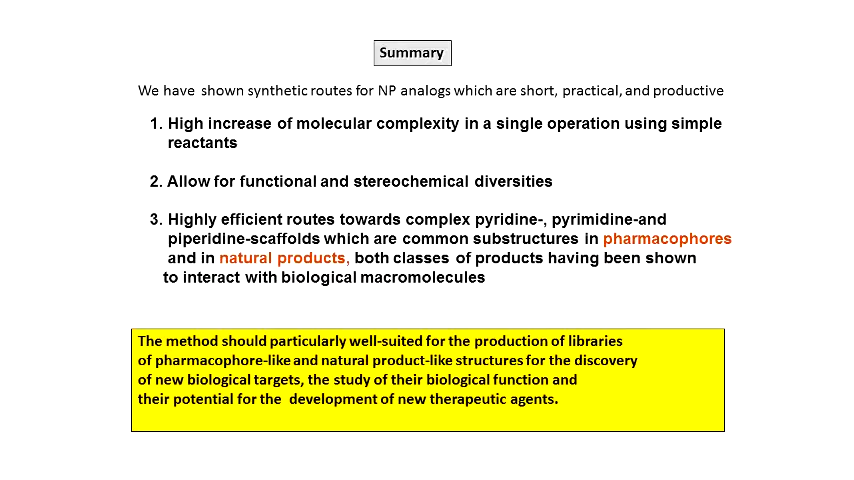 Summary
We have shown synthetic routes for NP analogs which are short, practical, and productive
1. High increase of molecular complexity in a single operation using simple
reactants
2. Allow for functional and stereochemical diversities
3. Highly efficient routes towards complex pyridine-, pyrimidine-and
piperidine-scaffolds which are common substructures in pharmacophores
and in natural products, both classes of products having been shown
to interact with biological macromolecules
The method should particularly well-suited for the production of libraries
of pharmacophore-like and natural product-like structures for the discovery
of new biological targets, the study of their biological function and
their potential for the development of new therapeutic agents.